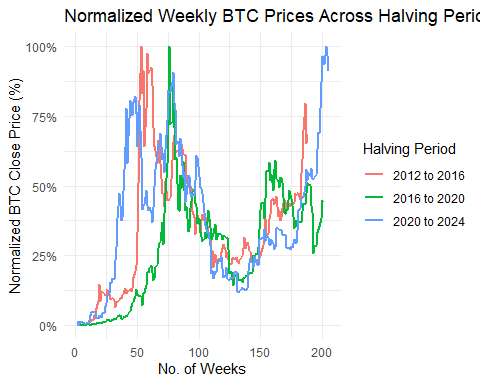 Normalized Weekly BTC Prices Across Halving Perio
Normalized BTC Close Price (%)
100%
75%
50%
25%
0%
0
50
100
150
200
No. of Weeks
Halving Period
2012 to 2016
2016 to 2020
2020 to 2024